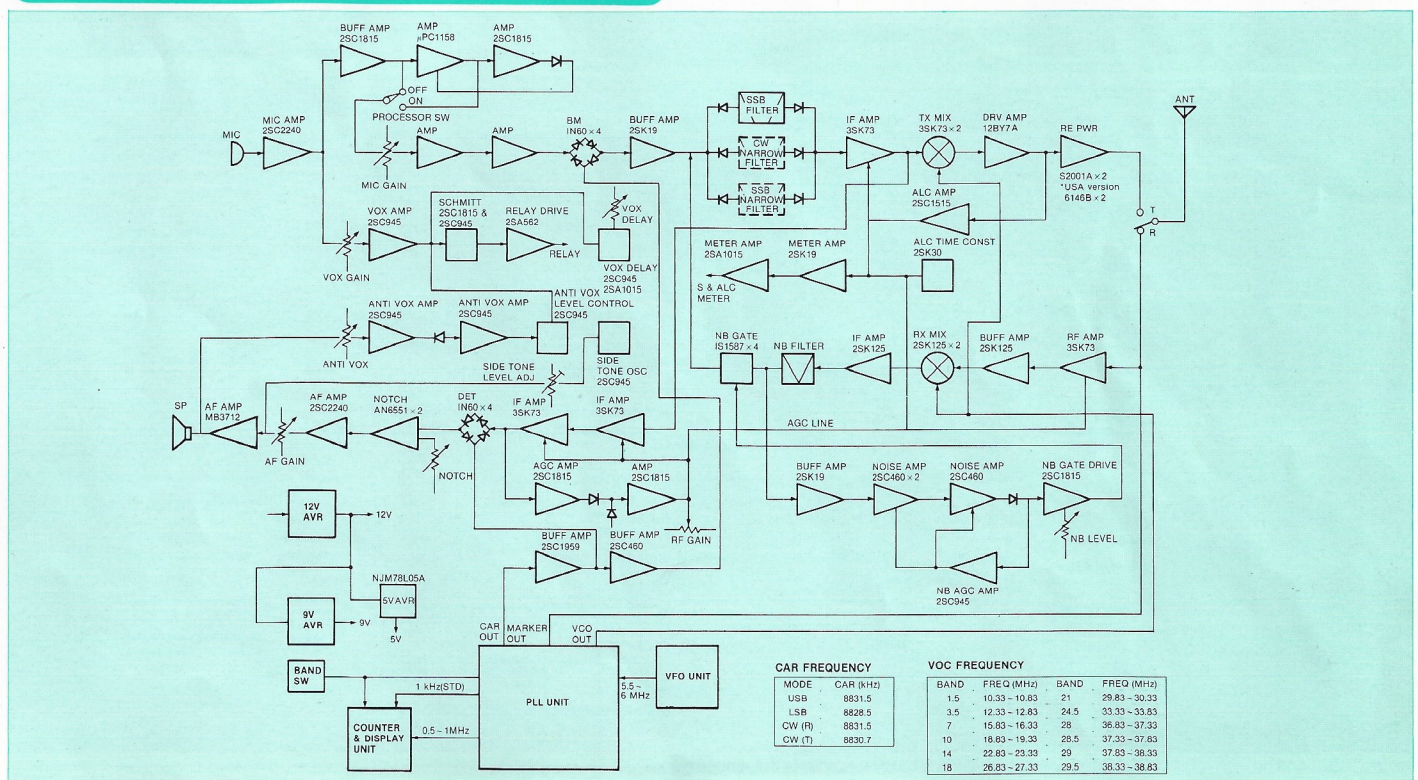 BUFF AMP
2SC1815
AMP
μPC1158
AMP
2SC1815
OFF
ON
PROCESSOR SW
MIC
MIC AMP
2SC2240
MIC GAIN
AMP
AMP
BM
IN60×4
BUFF AMP
2SK19
SSB
FILTER
CW
NARROW
FILTER
SSB
NARROW
FILTER
IF AMP
3SK73
TX MIX
3SK73×2
DRV AMP
12BY7A
RE PWR
S2001A×2
*USA version
6146B×2
ANT
T
R
ALC AMP
2SC1515
ALC TIME CONST
2SK30
VOX GAIN
VOX AMP
2SC945
SCHMITT
2SC1815 &
2SC945
RELAY DRIVE
2SA562
RELAY
VOX
DELAY
VOX DELAY
2SC945
2SA1015
METER AMP
2SA1015
METER AMP
2SK19
S & ALC
METER
ANTI VOX
ANTI VOX AMP
2SC945
ANTI VOX AMP
2SC945
ANTI VOX
LEVEL CONTROL
2SC945
SIDE TONE
LEVEL ADJ
SIDE
TONE OSC
2SC945
NB GATE
IS1587×4
NB FILTER
IF AMP
2SK125
RX MIX
2SK125×2
BUFF AMP
2SK125
RF AMP
3SK73
SP
AF AMP
MB3712
AF GAIN
AF AMP
2SC2240
NOTCH
AN6551×2
NOTCH
DET
IN60×4
IF AMP
3SK73
IF AMP
3SK73
AGC LINE
AGC AMP
2SC1815
AMP
2SC1815
RF GAIN
BUFF AMP
2SC1959
BUFF AMP
2SC460
BUFF AMP
2SK19
NOISE AMP
2SC460×2
NOISE AMP
2SC460
NB GATE DRIVE
2SC1815
NB LEVEL
NB AGC AMP
2SC945
12V
AVR
12V
NJM78L05A
5V AVR
5V
9V
AVR
9V
BAND
SW
CAR
OUT
MARKER
OUT
VCO
OUT
PLL UNIT
1 kHz(STD)
0.5~1MHz
COUNTER
& DISPLAY
UNIT
5.5~
6 MHz
VFO UNIT
CAR FREQUENCY
MODE CAR (kHz)
USB 8831.5
LSB 8828.5
CW (R) 8831.5
CW (T) 8830.7
VOC FREQUENCY
BAND FREQ (MHz) BAND FREQ (MHz)
1.5 10.33~10.83 21 29.83~30.33
3.5 12.33~12.83 24.5 33.33~33.83
7 15.83~16.33 28 36.83~37.33
10 18.83~19.33 28.5 37.33~37.83
14 22.83~23.33 29 37.83~38.33
18 26.83~27.33 29.5 38.33~38.83